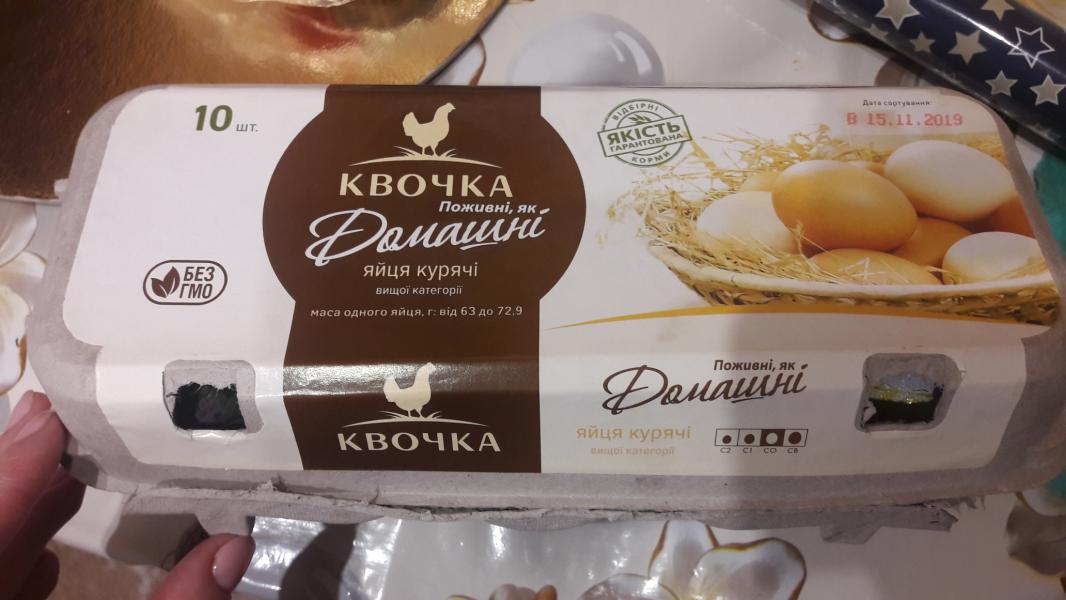 10 шт.
КВОЧКА
Поживні, як
Домашні
яйця курячі
вищої категорії
маса одного яйця, г: від 63 до 72,9
БЕЗ
ГМО
ВІДБІРНІ
ЯКІСТЬ
ГАРАНТОВАНА
КОРМИ
Дата сортування:
В 15.11.2019
КВОЧКА
Поживні, як
Домашні
яйця курячі
вищої категорії
С2 С1 СО СВ